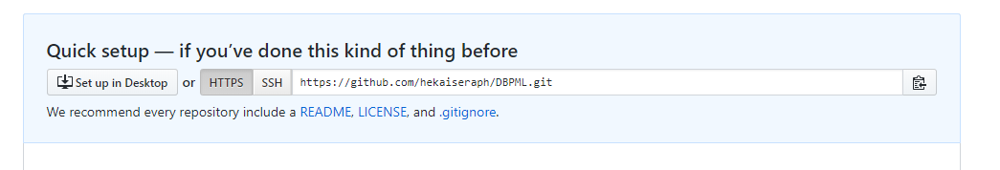 Quick setup — if you’ve done this kind of thing before
Set up in Desktop or HTTPS SSH https://github.com/hekaiseraph/DBPML.git
We recommend every repository include a README, LICENSE, and .gitignore.